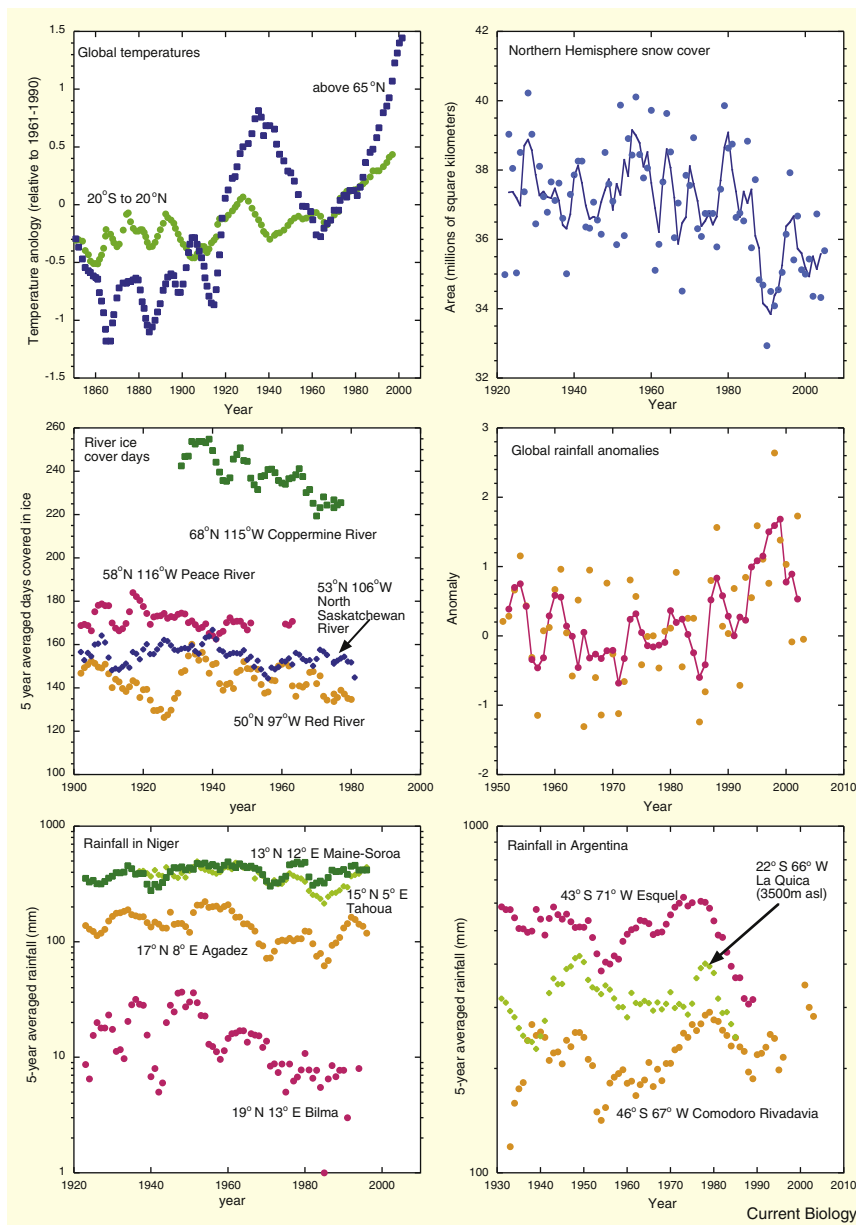 Global temperatures
above 65°N
20°S to 20°N
Temperature anology (relative to 1961-1990)
1.5
1
0.5
0
-0.5
-1
-1.5
1860 1880 1900 1920 1940 1960 1980 2000
Year
Northern Hemisphere snow cover
Area (millions of square kilometers)
42
40
38
36
34
32
1920 1940 1960 1980 2000
Year
River ice
cover days
68°N 115°W Coppermine River
58°N 116°W Peace River
53°N 106°W
North
Saskatchewan
River
50°N 97°W Red River
5 year averaged days covered in ice
260
240
220
200
180
160
140
120
100
1900 1920 1940 1960 1980 2000
year
Global rainfall anomalies
Anomaly
3
2
1
0
-1
-2
1950 1960 1970 1980 1990 2000 2010
Year
Rainfall in Niger
13° N 12° E Maine-Soroa
15° N 5° E
Tahoua
17° N 8° E Agadez
19° N 13° E Bilma
5-year averaged rainfall (mm)
1000
100
10
1
1920 1940 1960 1980 2000
year
Rainfall in Argentina
22° S 66° W
La Quica
(3500m asl)
43° S 71° W Esquel
46° S 67° W Comodoro Rivadavia
5-year averaged rainfall (mm)
1000
100
1930 1940 1950 1960 1970 1980 1990 2000 2010
Year
Current Biology